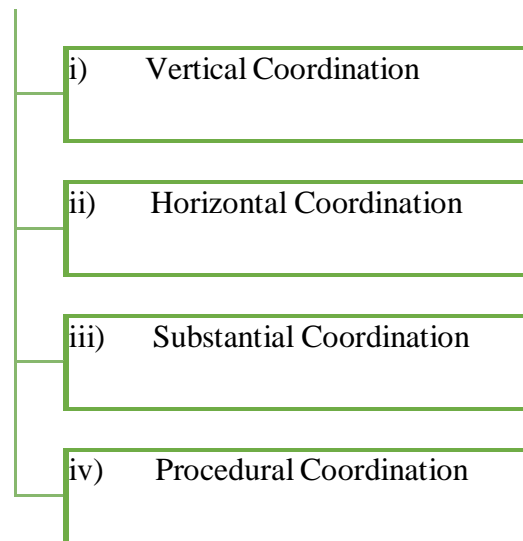 i) Vertical Coordination
ii) Horizontal Coordination
iii) Substantial Coordination
iv) Procedural Coordination